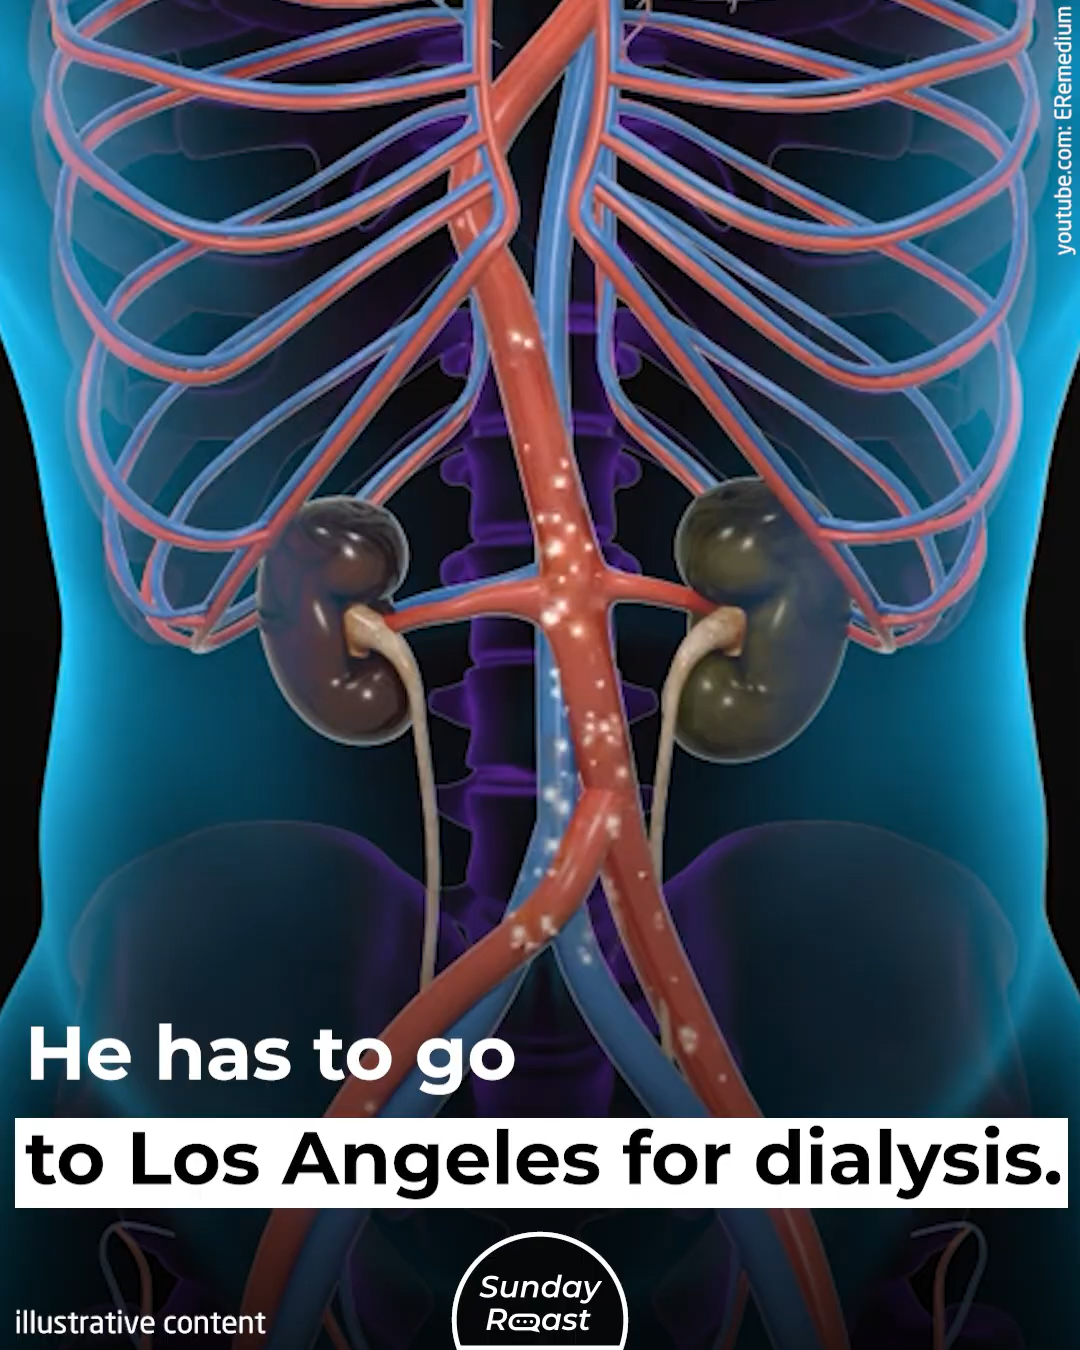 youtube.com: ERemedium
He has to go
to Los Angeles for dialysis.
Sunday
Roast
illustrative content